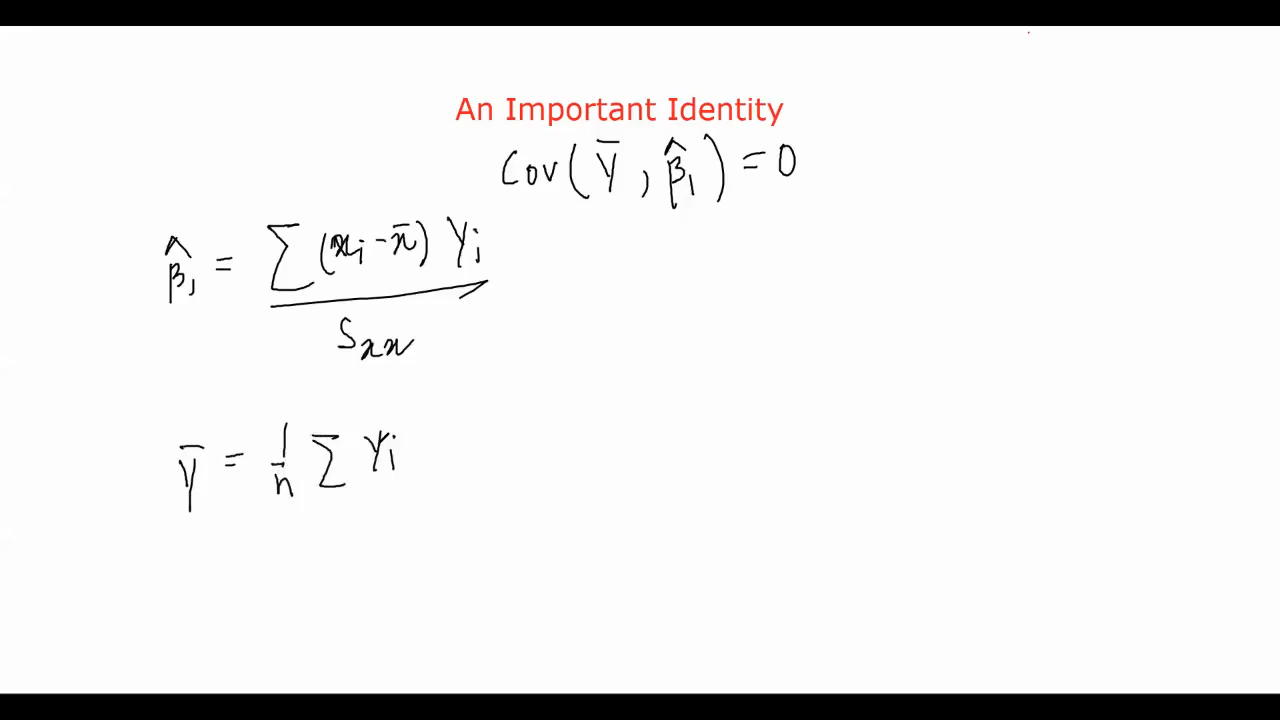 An Important Identity
Cov(Ȳ, β̂₁) = 0
β̂₁ = ∑ (xᵢ - x̄) Yᵢ
Sₓₓ
Ȳ = 1/n ∑ Yᵢ